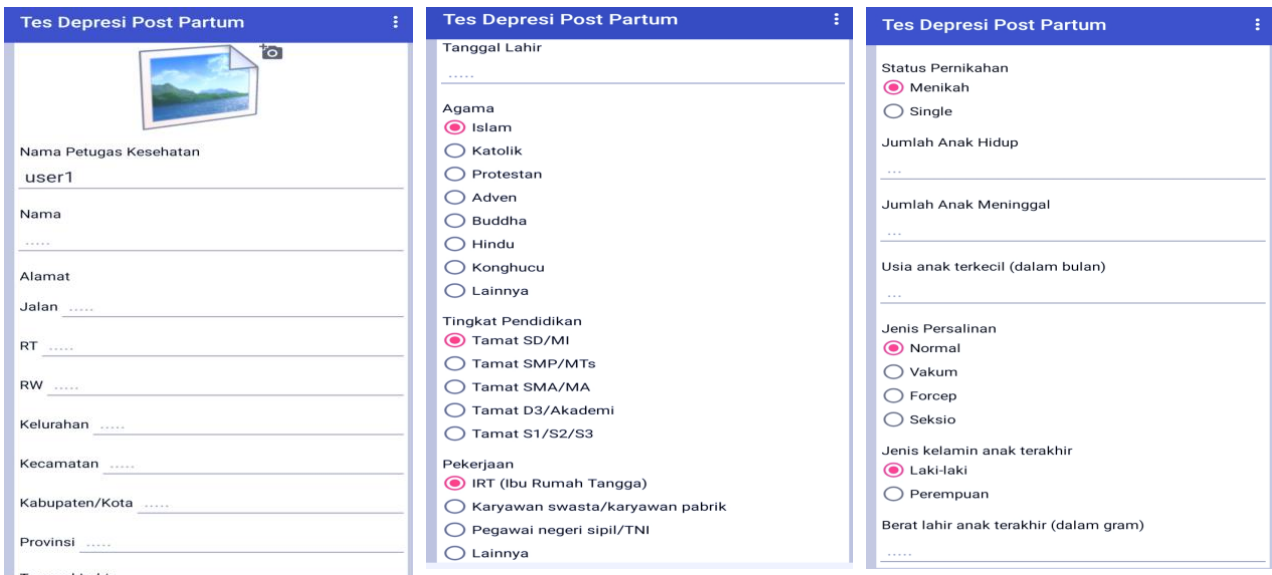 Tes Depresi Post Partum
Nama Petugas Kesehatan
user1
Nama
.....
Alamat
Jalan .....
RT .....
RW .....
Kelurahan .....
Kecamatan .....
Kabupaten/Kota .....
Provinsi .....
Tes Depresi Post Partum
Tanggal Lahir
.....
Agama
Islam
Katolik
Protestan
Adven
Buddha
Hindu
Konghucu
Lainnya
Tingkat Pendidikan
Tamat SD/MI
Tamat SMP/MTs
Tamat SMA/MA
Tamat D3/Akademi
Tamat S1/S2/S3
Pekerjaan
IRT (Ibu Rumah Tangga)
Karyawan swasta/karyawan pabrik
Pegawai negeri sipil/TNI
Lainnya
Tes Depresi Post Partum
Status Pernikahan
Menikah
Single
Jumlah Anak Hidup
...
Jumlah Anak Meninggal
...
Usia anak terkecil (dalam bulan)
...
Jenis Persalinan
Normal
Vakum
Forcep
Seksio
Jenis kelamin anak terakhir
Laki-laki
Perempuan
Berat lahir anak terakhir (dalam gram)
.....